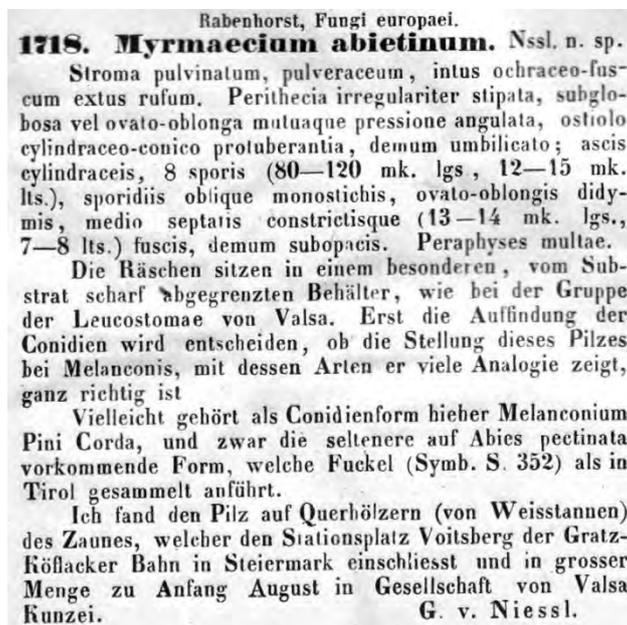 Rabenhorst, Fungi europaei.
1718. Myrmaecium abietinum. Nssl. n. sp.
Stroma pulvinatum, pulveraceum, intus ochraceo-fus-
cum extus rufum. Perithecia irregulariter stipata, subglo-
bosa vel ovato-oblonga mutuaque pressione angulata, ostiolo
cylindraceo-conico protuberantia, demum umbilicato; ascis
cylindraceis, 8 sporis (80—120 mk. lgs, 12—15 mk.
lts.), sporidiis oblique monostichis, ovato-oblongis didy-
mis, medio septatis constrictisque (13—14 mk. lgs.,
7—8 lts.) fuscis, demum subopacis. Peraphyses multae.
Die Räschen sitzen in einem besonderen, vom Sub-
strat scharf abgegrenzten Behälter, wie bei der Gruppe
der Leucostomae von Valsa. Erst die Auffindung der
Conidien wird entscheiden, ob die Stellung dieses Pilzes
bei Melanconis, mit dessen Arten er viele Analogie zeigt,
ganz richtig ist
Vielleicht gehört als Conidienform hieher Melanconium
Pini Corda, und zwar die seltenere auf Abies pectinata
vorkommende Form, welche Fuckel (Symb. S. 352) als in
Tirol gesammelt anführt.
Ich fand den Pilz auf Querhölzern (von Weisstannen)
des Zaunes, welcher den Stationsplatz Voitsberg der Gratz-
Köflacker Bahn in Steiermark einschliesst und in grosser
Menge zu Anfang August in Gesellschaft von Valsa
Kunzei. G. v. Niessl.